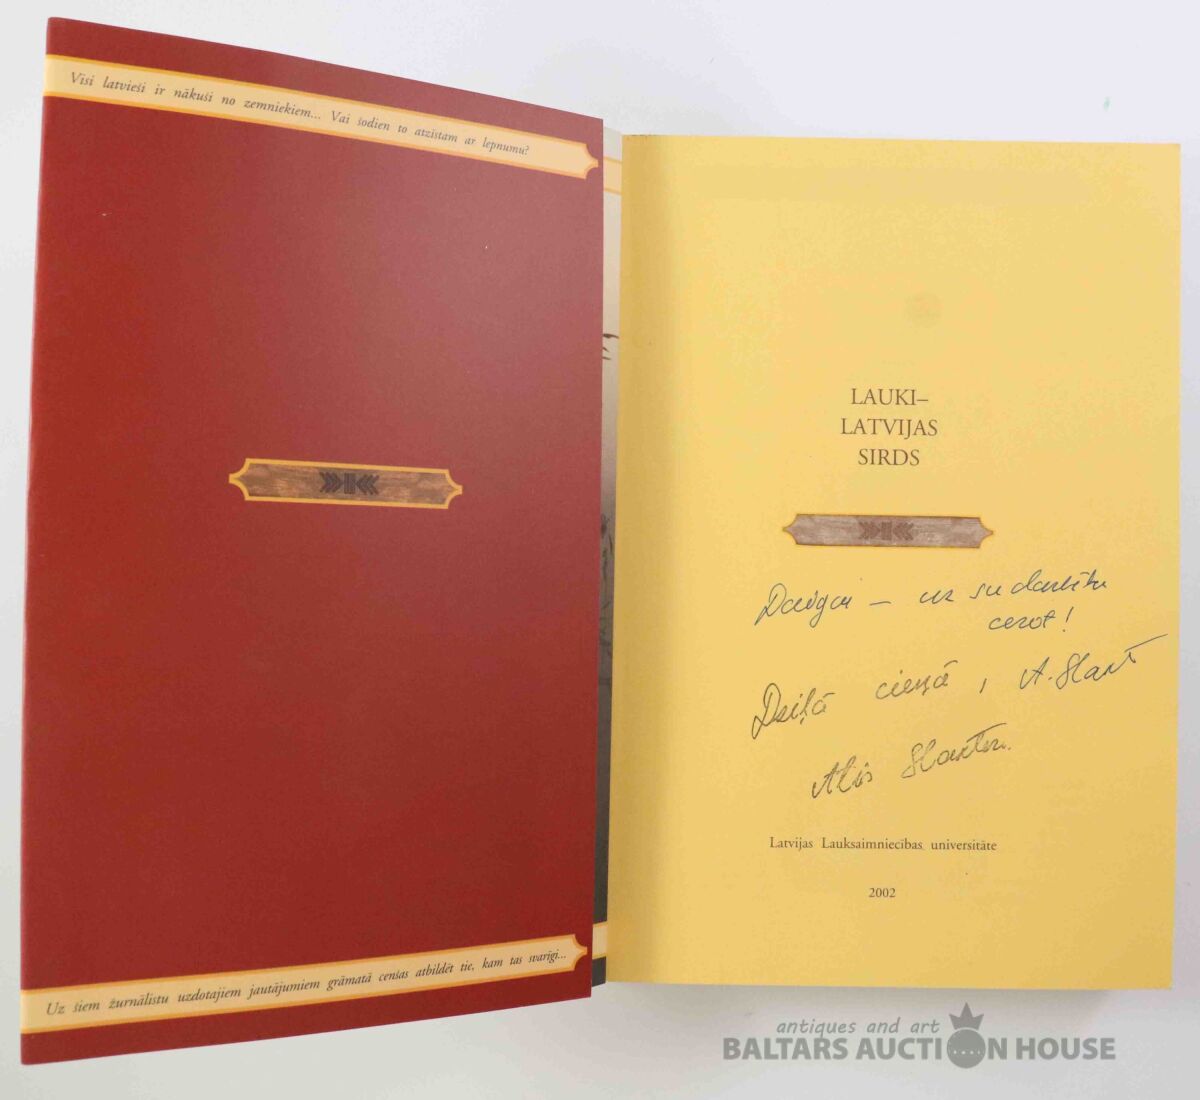 Visi latvieši ir nākuši no zemniekiem... Vai šodien to atzīstam ar lepnumu?
Uz šiem žurnālistu uzdotajiem jautājumiem grāmatā cenšas atbildēt tie, kam tas svarīgi...
LAUKI–
LATVIJAS
SIRDS
Daigai – uz sadarbību
cerot!
Dziļā cieņā, A.
Latvijas Lauksaimniecības universitāte
2002
antiques and art
BALTARS AUCTION HOUSE